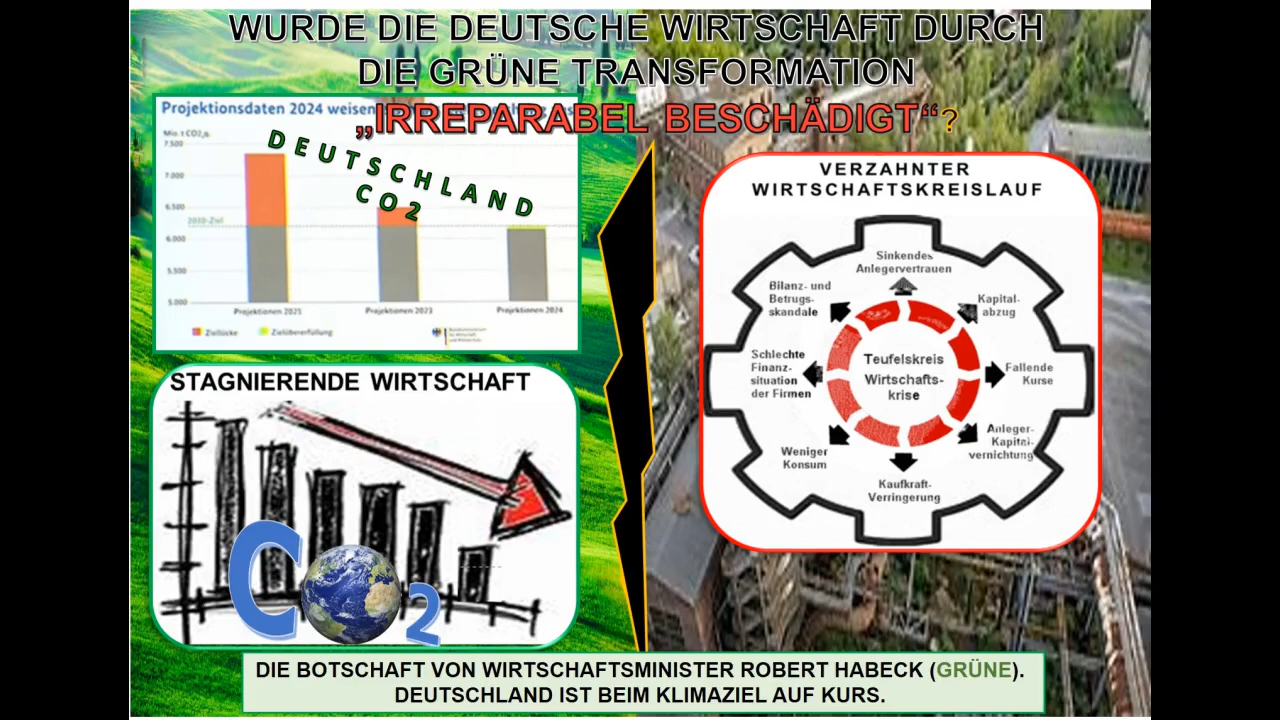 WURDE DIE DEUTSCHE WIRTSCHAFT DURCH
DIE GRÜNE TRANSFORMATION
„IRREPARABEL BESCHÄDIGT“?
Projektionsdaten 2024 weisen
Mio. t CO₂
DEUTSCHLAND
CO2
7.500
7.000
6.500
2030-Ziel
6.000
5.500
5.000
Projektionen 2021
Projektionen 2023
Projektionen 2024
Ziellücke
Zielübererfüllung
STAGNIERENDE WIRTSCHAFT
CO2
VERZAHNTER
WIRTSCHAFTSKREISLAUF
Sinkendes
Anlegervertrauen
Kapital-
abzug
Fallende
Kurse
Anleger-
Kapital-
vernichtung
Kaufkraft-
Verringerung
Weniger
Konsum
Schlechte
Finanz-
situation
der Firmen
Bilanz- und
Betrugs-
skandale
Teufelskreis
Wirtschafts-
krise
DIE BOTSCHAFT VON WIRTSCHAFTSMINISTER ROBERT HABECK (GRÜNE).
DEUTSCHLAND IST BEIM KLIMAZIEL AUF KURS.